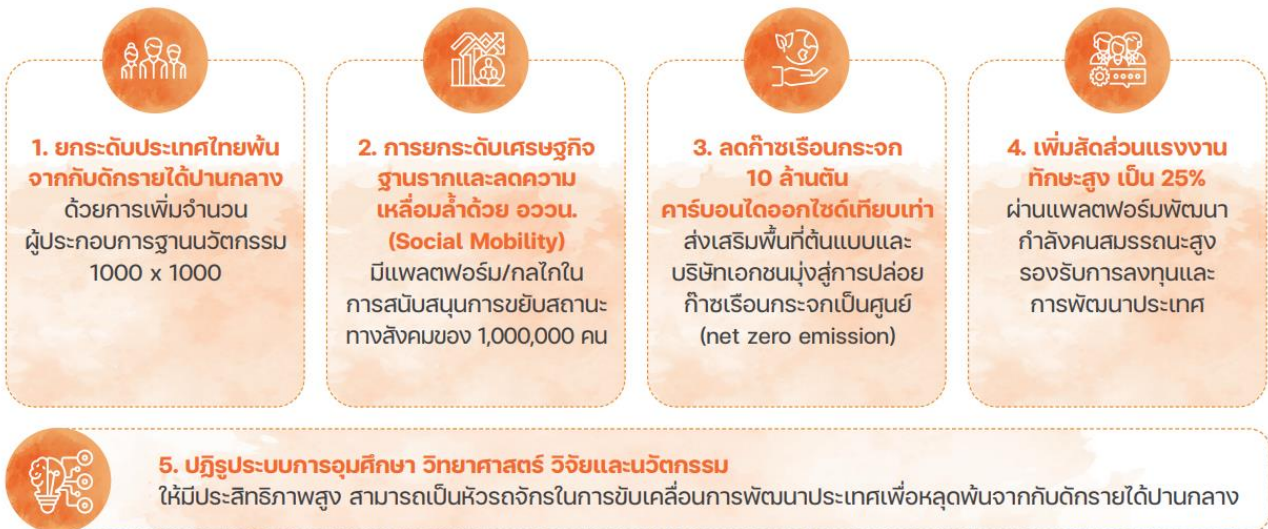 1. ยกระดับประเทศไทยพ้น
จากกับดักรายได้ปานกลาง
ด้วยการเพิ่มจำนวน
ผู้ประกอบการฐานนวัตกรรม
1000 x 1000
2. การยกระดับเศรษฐกิจ
ฐานรากและลดความ
เหลื่อมล้ำด้วย อววน.
(Social Mobility)
มีแพลตฟอร์ม/กลไกใน
การสนับสนุนการขยับสถานะ
ทางสังคมของ 1,000,000 คน
3. ลดก๊าซเรือนกระจก
10 ล้านตัน
คาร์บอนไดออกไซด์เทียบเท่า
ส่งเสริมพื้นที่ต้นแบบและ
บริษัทเอกชนมุ่งสู่การปล่อย
ก๊าซเรือนกระจกเป็นศูนย์
(net zero emission)
4. เพิ่มสัดส่วนแรงงาน
ทักษะสูง เป็น 25%
ผ่านแพลตฟอร์มพัฒนา
กำลังคนสมรรถนะสูง
รองรับการลงทุนและ
การพัฒนาประเทศ
5. ปฏิรูประบบการอุมศึกษา วิทยาศาสตร์ วิจัยและนวัตกรรม
ให้มีประสิทธิภาพสูง สามารถเป็นหัวรถจักรในการขับเคลื่อนการพัฒนาประเทศเพื่อหลุดพ้นจากกับดักรายได้ปานกลาง